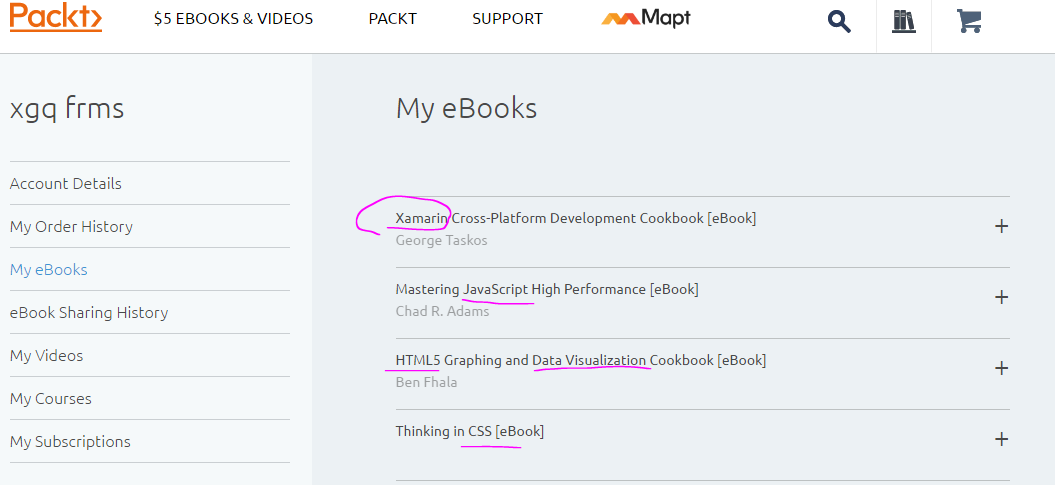 Packt>
$5 EBOOKS & VIDEOS PACKT SUPPORT Mapt
xgq frms
Account Details
My Order History
My eBooks
eBook Sharing History
My Videos
My Courses
My Subscriptions
My eBooks
Xamarin Cross-Platform Development Cookbook [eBook]
George Taskos
Mastering JavaScript High Performance [eBook]
Chad R. Adams
HTML5 Graphing and Data Visualization Cookbook [eBook]
Ben Fhala
Thinking in CSS [eBook]